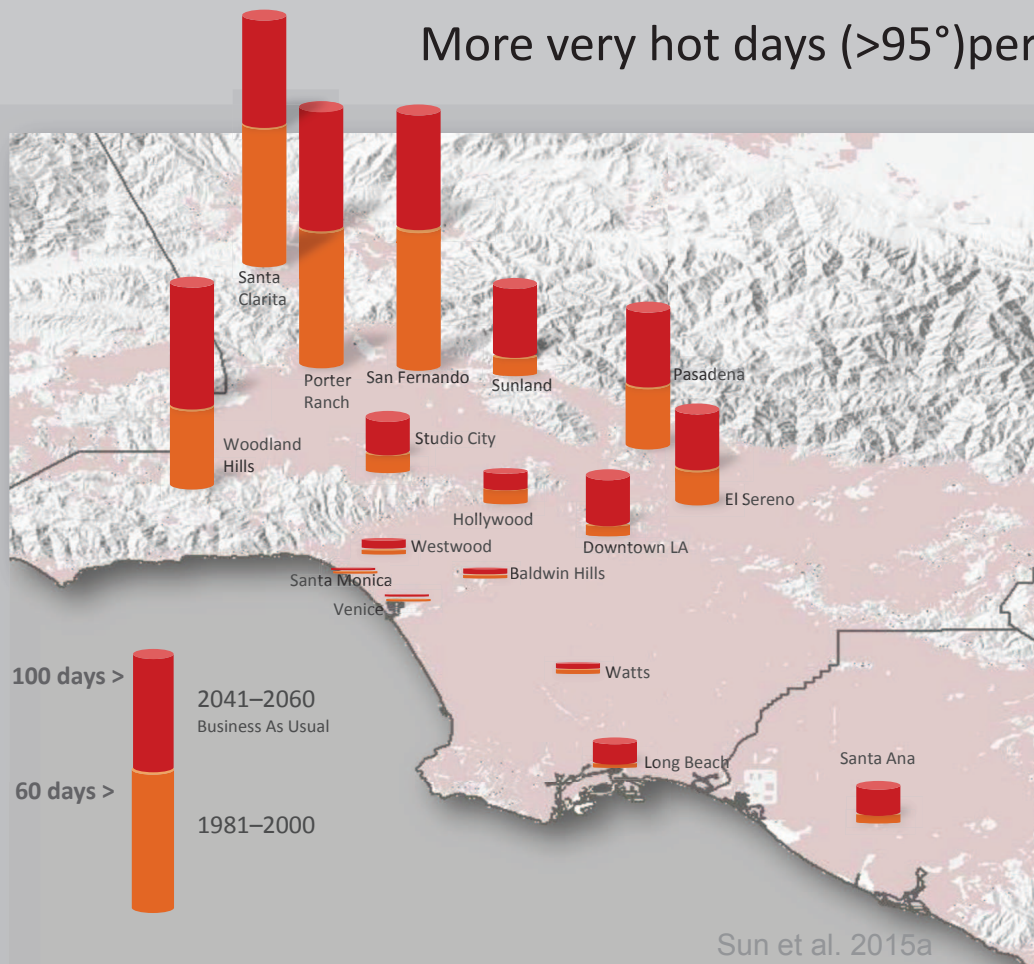 More very hot days (>95°)per
Santa
Clarita
Porter
Ranch
San Fernando
Sunland
Pasadena
Woodland
Hills
Studio City
El Sereno
Hollywood
Downtown LA
Westwood
Santa Monica
Baldwin Hills
Venice
Watts
Long Beach
Santa Ana
100 days >
2041–2060
Business As Usual
60 days >
1981–2000
Sun et al. 2015a